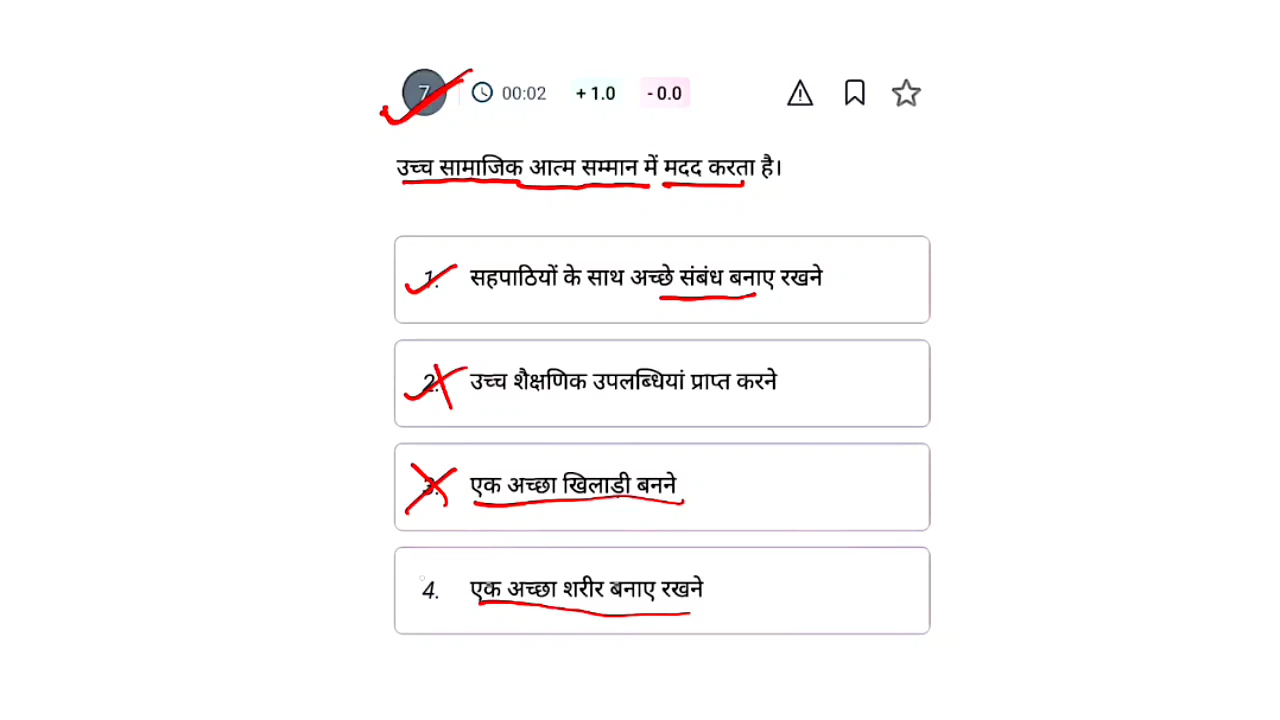 7 00:02 +1.0 -0.0
उच्च सामाजिक आत्म सम्मान में मदद करता है।
1. सहपाठियों के साथ अच्छे संबंध बनाए रखने
2. उच्च शैक्षणिक उपलब्धियां प्राप्त करने
3. एक अच्छा खिलाडी बनने
4. एक अच्छा शरीर बनाए रखने